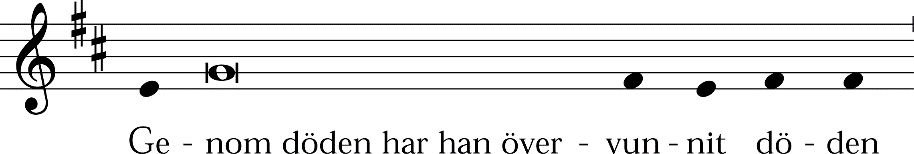 Ge - nom döden har han över - vun - nit dö - den